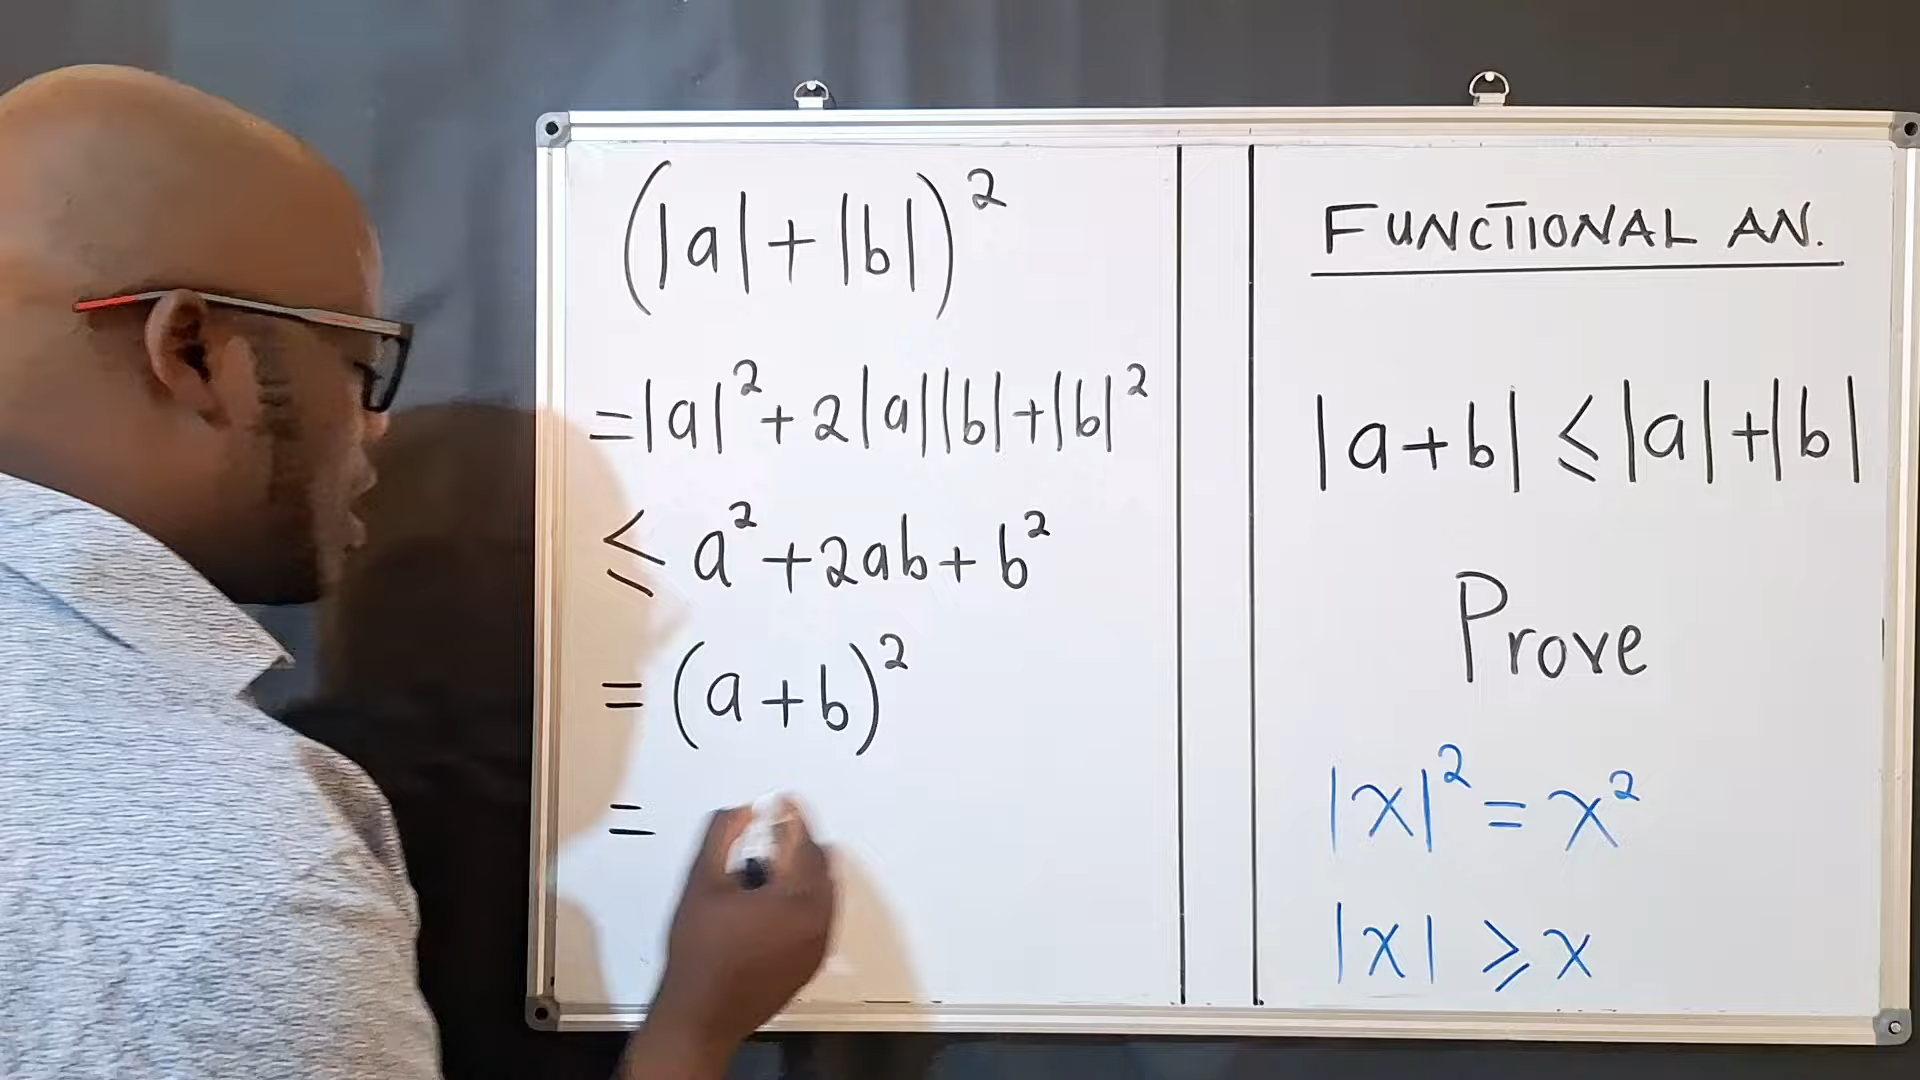 (|a|+|b|)²
=|a|²+2|a||b|+|b|²
≤ a²+2ab+b²
=(a+b)²
=
FUNCTIONAL AN.
|a+b|≤|a|+|b|
Prove
|x|²=x²
|x|≥x